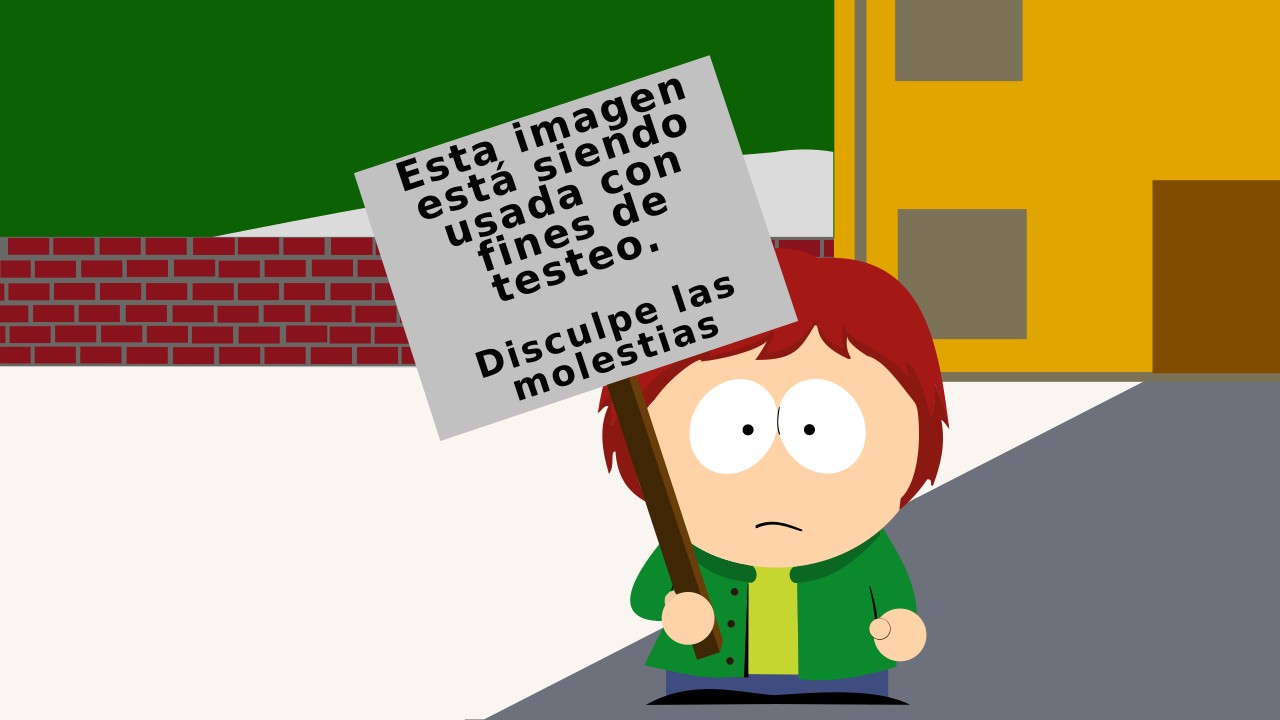 Esta imagen
está siendo
usada con
fines de
testeo.
Disculpe las
molestias